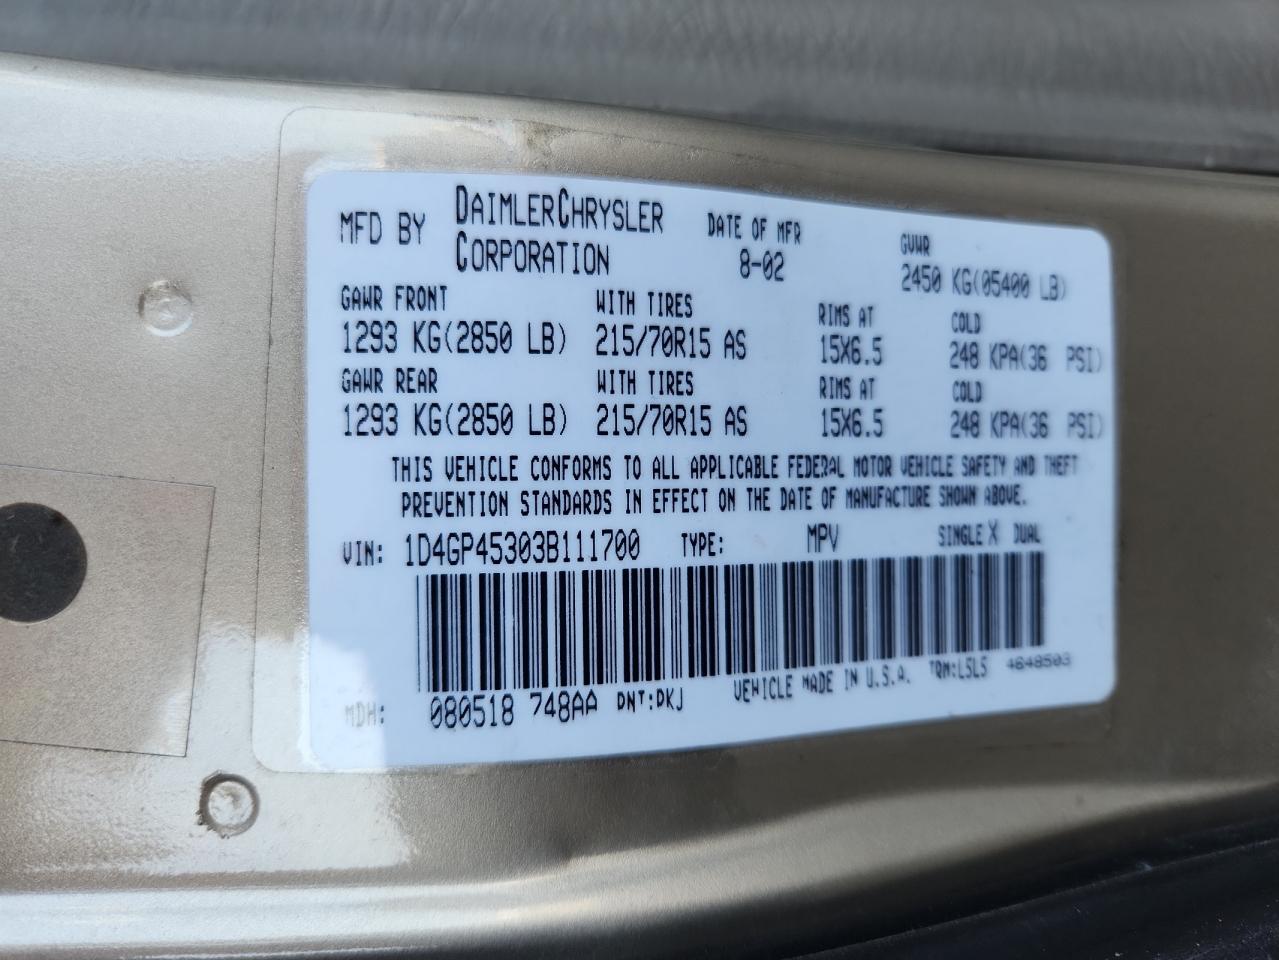 MFD BY DAIMLERCHRYSLER CORPORATION DATE OF MFR 8-02 GVWR 2450 KG(05400 LB)
GAWR FRONT WITH TIRES RIMS AT COLD
1293 KG(2850 LB) 215/70R15 AS 15X6.5 248 KPA(36 PSI)
GAWR REAR WITH TIRES RIMS AT COLD
1293 KG(2850 LB) 215/70R15 AS 15X6.5 248 KPA(36 PSI)
THIS VEHICLE CONFORMS TO ALL APPLICABLE FEDERAL MOTOR VEHICLE SAFETY AND THEFT
PREVENTION STANDARDS IN EFFECT ON THE DATE OF MANUFACTURE SHOWN ABOVE.
VIN: 1D4GP45303B111700 TYPE: MPV SINGLE X DUAL
MDH: 080518 748AA PNT:PKJ VEHICLE MADE IN U.S.A. TRM:L5L5 4648503